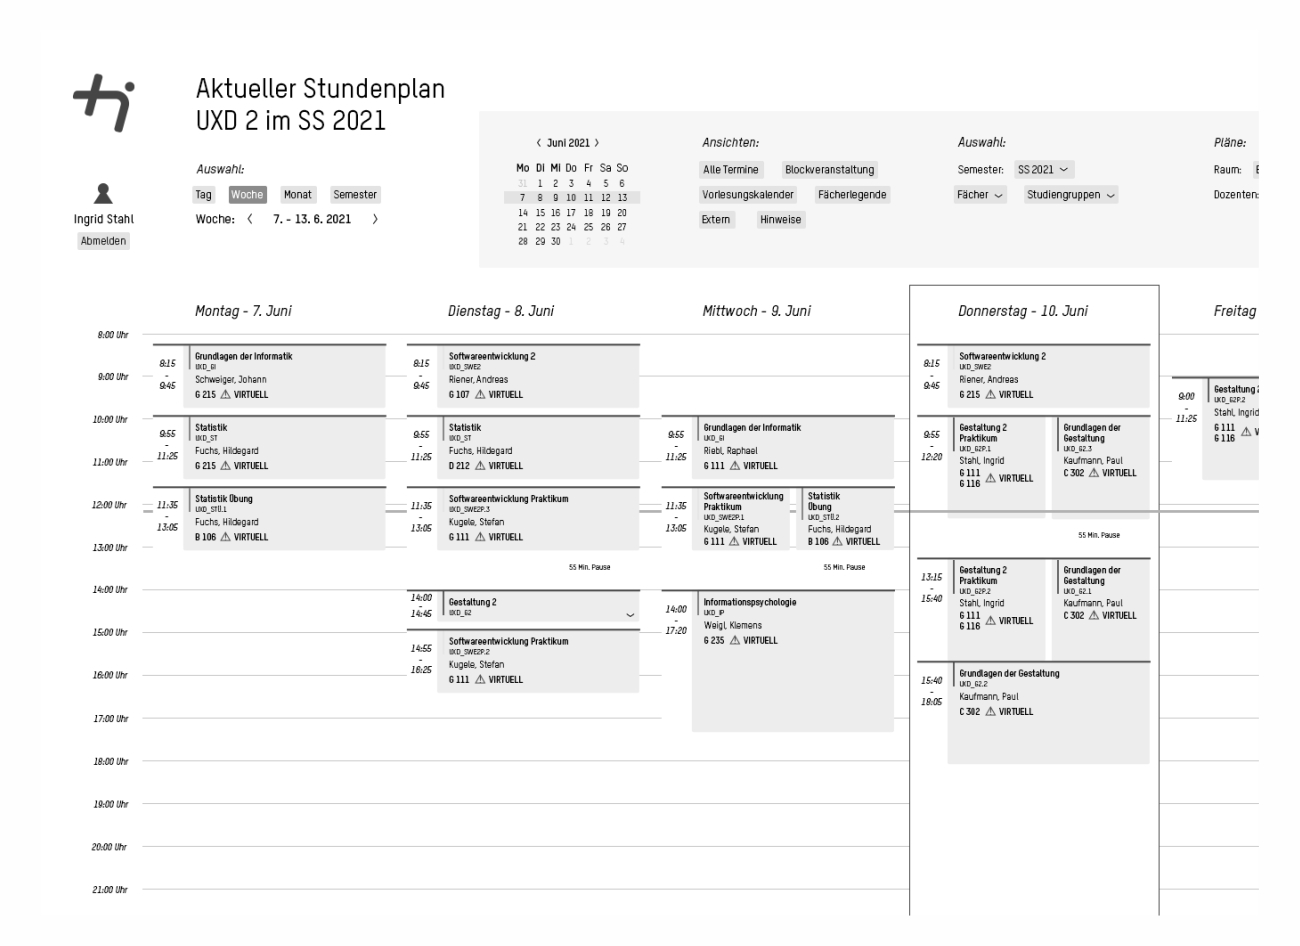 Aktueller Stundenplan
UXD 2 im SS 2021
Auswahl:
Tag Woche Monat Semester
Woche: < 7. - 13. 6. 2021 >
Ingrid Stahl
Abmelden
< Juni 2021 >
Mo Di Mi Do Fr Sa So
31 1 2 3 4 5 6
7 8 9 10 11 12 13
14 15 16 17 18 19 20
21 22 23 24 25 26 27
28 29 30 1 2 3 4
Ansichten:
Alle Termine Blockveranstaltung
Vorlesungskalender Fächerlegende
Extern Hinweise
Auswahl:
Semester: SS 2021
Fächer Studiengruppen
Pläne:
Raum:
Dozenten:
8:00 Uhr
9:00 Uhr
10:00 Uhr
11:00 Uhr
12:00 Uhr
13:00 Uhr
14:00 Uhr
15:00 Uhr
16:00 Uhr
17:00 Uhr
18:00 Uhr
19:00 Uhr
20:00 Uhr
21:00 Uhr
Montag - 7. Juni
8:15
-
9:45
Grundlagen der Informatik
UXD_GI
Schweiger, Johann
G 215 ⚠ VIRTUELL
9:55
-
11:25
Statistik
UXD_ST
Fuchs, Hildegard
G 215 ⚠ VIRTUELL
11:35
-
13:05
Statistik Übung
UXD_STÜ.1
Fuchs, Hildegard
B 106 ⚠ VIRTUELL
Dienstag - 8. Juni
8:15
-
9:45
Softwareentwicklung 2
UXD_SWE2
Riener, Andreas
G 107 ⚠ VIRTUELL
9:55
-
11:25
Statistik
UXD_ST
Fuchs, Hildegard
D 212 ⚠ VIRTUELL
11:35
-
13:05
Softwareentwicklung Praktikum
UXD_SWE2P.3
Kugele, Stefan
G 111 ⚠ VIRTUELL
55 Min. Pause
14:00
-
14:45
Gestaltung 2
UXD_G2
14:55
-
16:25
Softwareentwicklung Praktikum
UXD_SWE2P.2
Kugele, Stefan
G 111 ⚠ VIRTUELL
Mittwoch - 9. Juni
9:55
-
11:25
Grundlagen der Informatik
UXD_GI
Riebl, Raphael
G 111 ⚠ VIRTUELL
11:35
-
13:05
Softwareentwicklung
Praktikum
UXD_SWE2P.1
Kugele, Stefan
G 111 ⚠ VIRTUELL
Statistik
Übung
UXD_STÜ.2
Fuchs, Hildegard
B 106 ⚠ VIRTUELL
55 Min. Pause
14:00
-
17:20
Informationspsychologie
UXD_IP
Weigl, Klemens
G 235 ⚠ VIRTUELL
Donnerstag - 10. Juni
8:15
-
9:45
Softwareentwicklung 2
UXD_SWE2
Riener, Andreas
G 215 ⚠ VIRTUELL
9:55
-
12:20
Gestaltung 2
Praktikum
UXD_G2P.1
Stahl, Ingrid
G 111
G 116 ⚠ VIRTUELL
Grundlagen der
Gestaltung
UXD_G2.3
Kaufmann, Paul
C 302 ⚠ VIRTUELL
55 Min. Pause
13:15
-
15:40
Gestaltung 2
Praktikum
UXD_G2P.2
Stahl, Ingrid
G 111
G 116 ⚠ VIRTUELL
Grundlagen der
Gestaltung
UXD_G2.1
Kaufmann, Paul
C 302 ⚠ VIRTUELL
15:40
-
18:05
Grundlagen der Gestaltung
UXD_G2.2
Kaufmann, Paul
C 302 ⚠ VIRTUELL
Freitag
9:00
-
11:25
Gestaltung 2
UXD_G2P.2
Stahl, Ingrid
G 111
G 116 ⚠ V